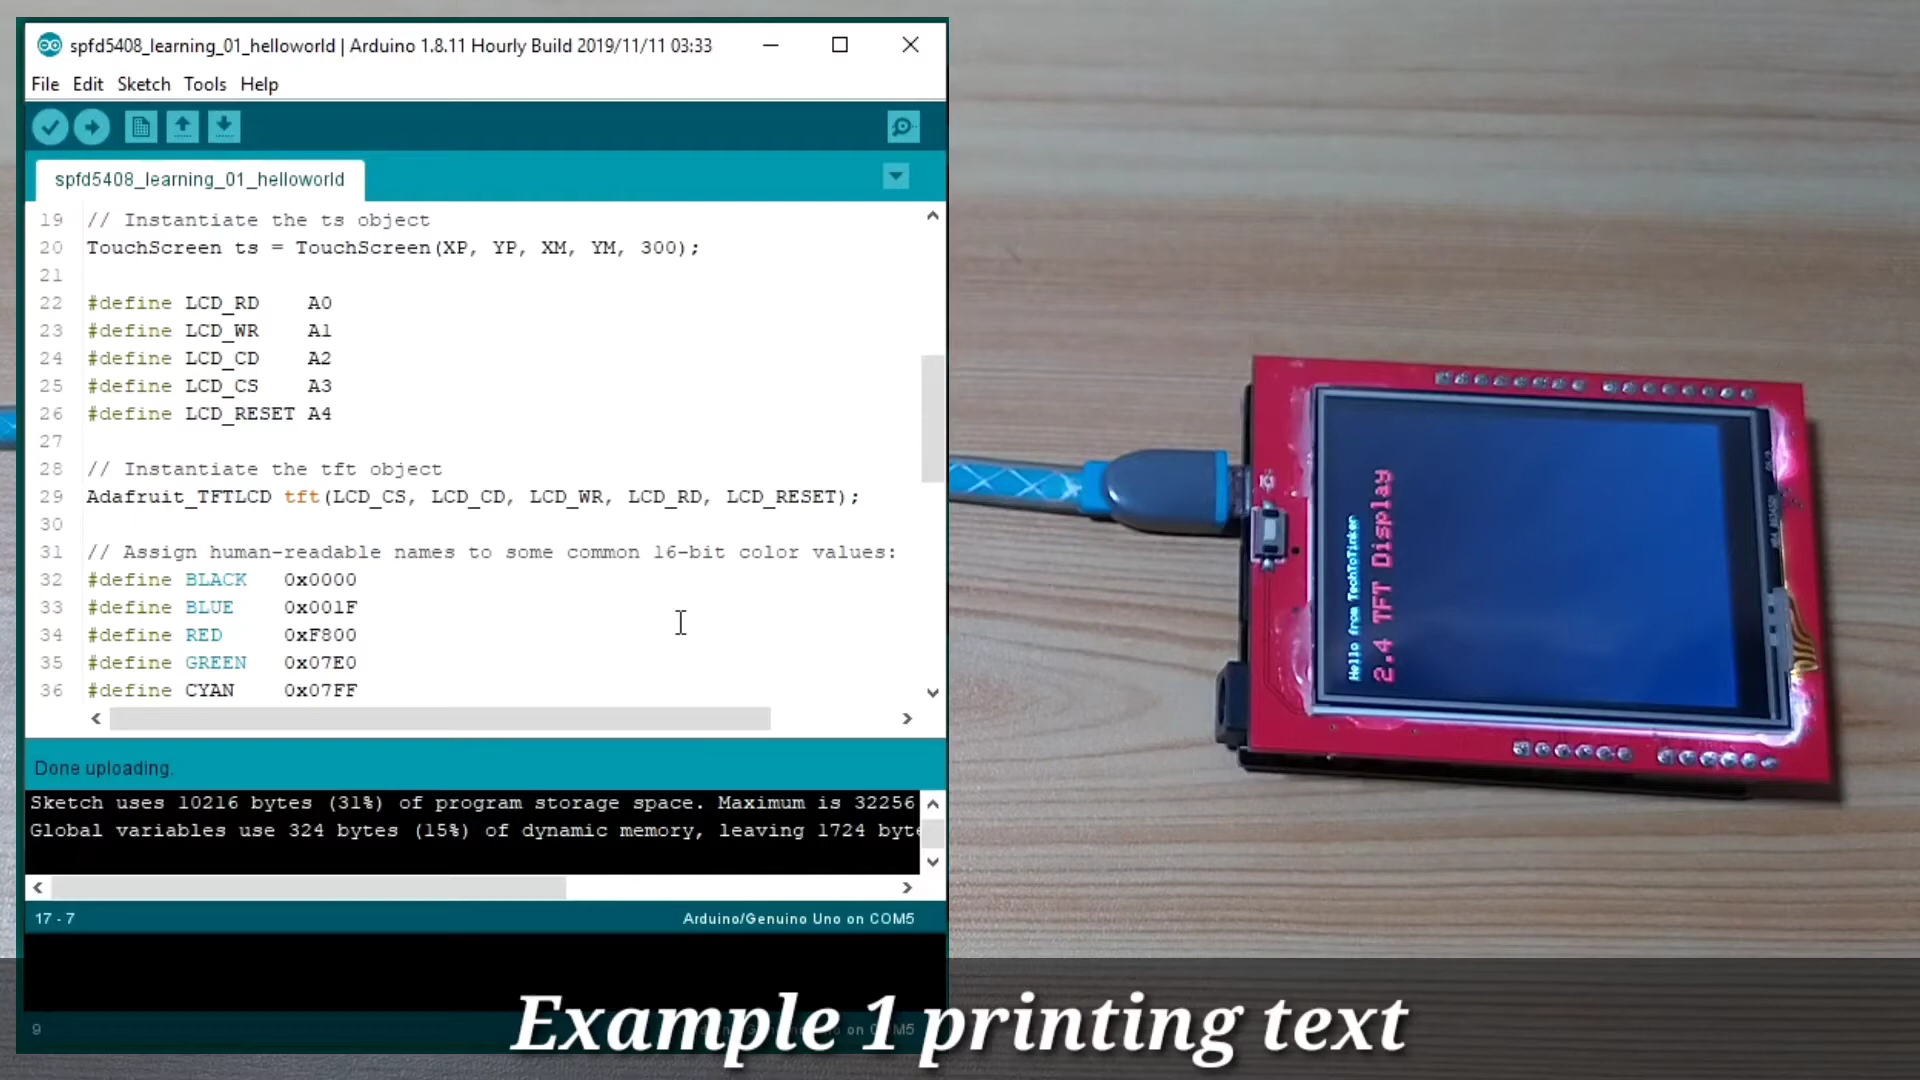 spfd5408_learning_01_helloworld | Arduino 1.8.11 Hourly Build 2019/11/11 03:33
File Edit Sketch Tools Help
spfd5408_learning_01_helloworld
19 // Instantiate the ts object
20 TouchScreen ts = TouchScreen(XP, YP, XM, YM, 300);
21
22 #define LCD_RD A0
23 #define LCD_WR A1
24 #define LCD_CD A2
25 #define LCD_CS A3
26 #define LCD_RESET A4
27
28 // Instantiate the tft object
29 Adafruit_TFTLCD tft(LCD_CS, LCD_CD, LCD_WR, LCD_RD, LCD_RESET);
30
31 // Assign human-readable names to some common 16-bit color values:
32 #define BLACK 0x0000
33 #define BLUE 0x001F
34 #define RED 0xF800
35 #define GREEN 0x07E0
36 #define CYAN 0x07FF
Done uploading.
Sketch uses 10216 bytes (31%) of program storage space. Maximum is 32256
Global variables use 324 bytes (15%) of dynamic memory, leaving 1724 byte
17 - 7 Arduino/Genuino Uno on COM5
9 on COM5
Hello from TechToTinker
2.4 TFT Display
Example 1 printing text